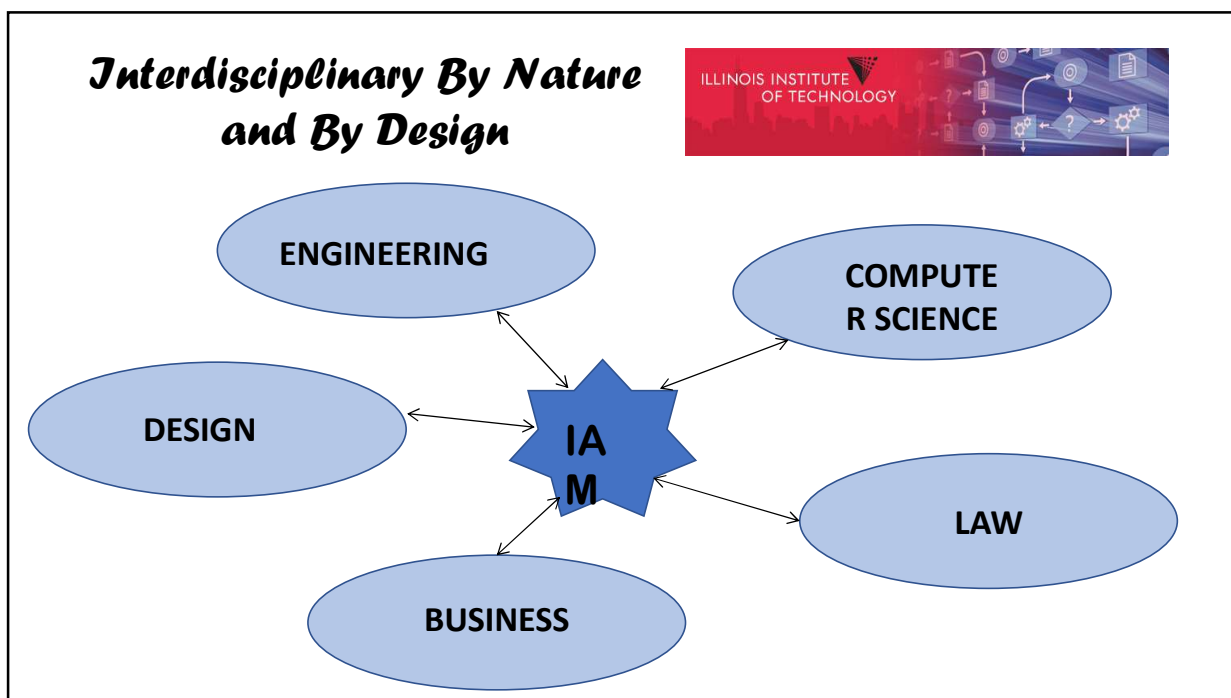 Interdisciplinary By Nature
and By Design
ILLINOIS INSTITUTE
OF TECHNOLOGY
?
?
ENGINEERING
COMPUTE
R SCIENCE
DESIGN
IA
M
LAW
BUSINESS